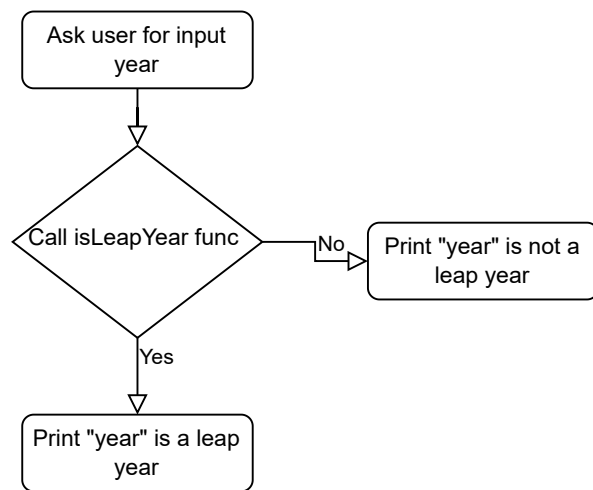 Ask user for input
year
Call isLeapYear func
No
Print "year" is not a
leap year
Yes
Print "year" is a leap
year